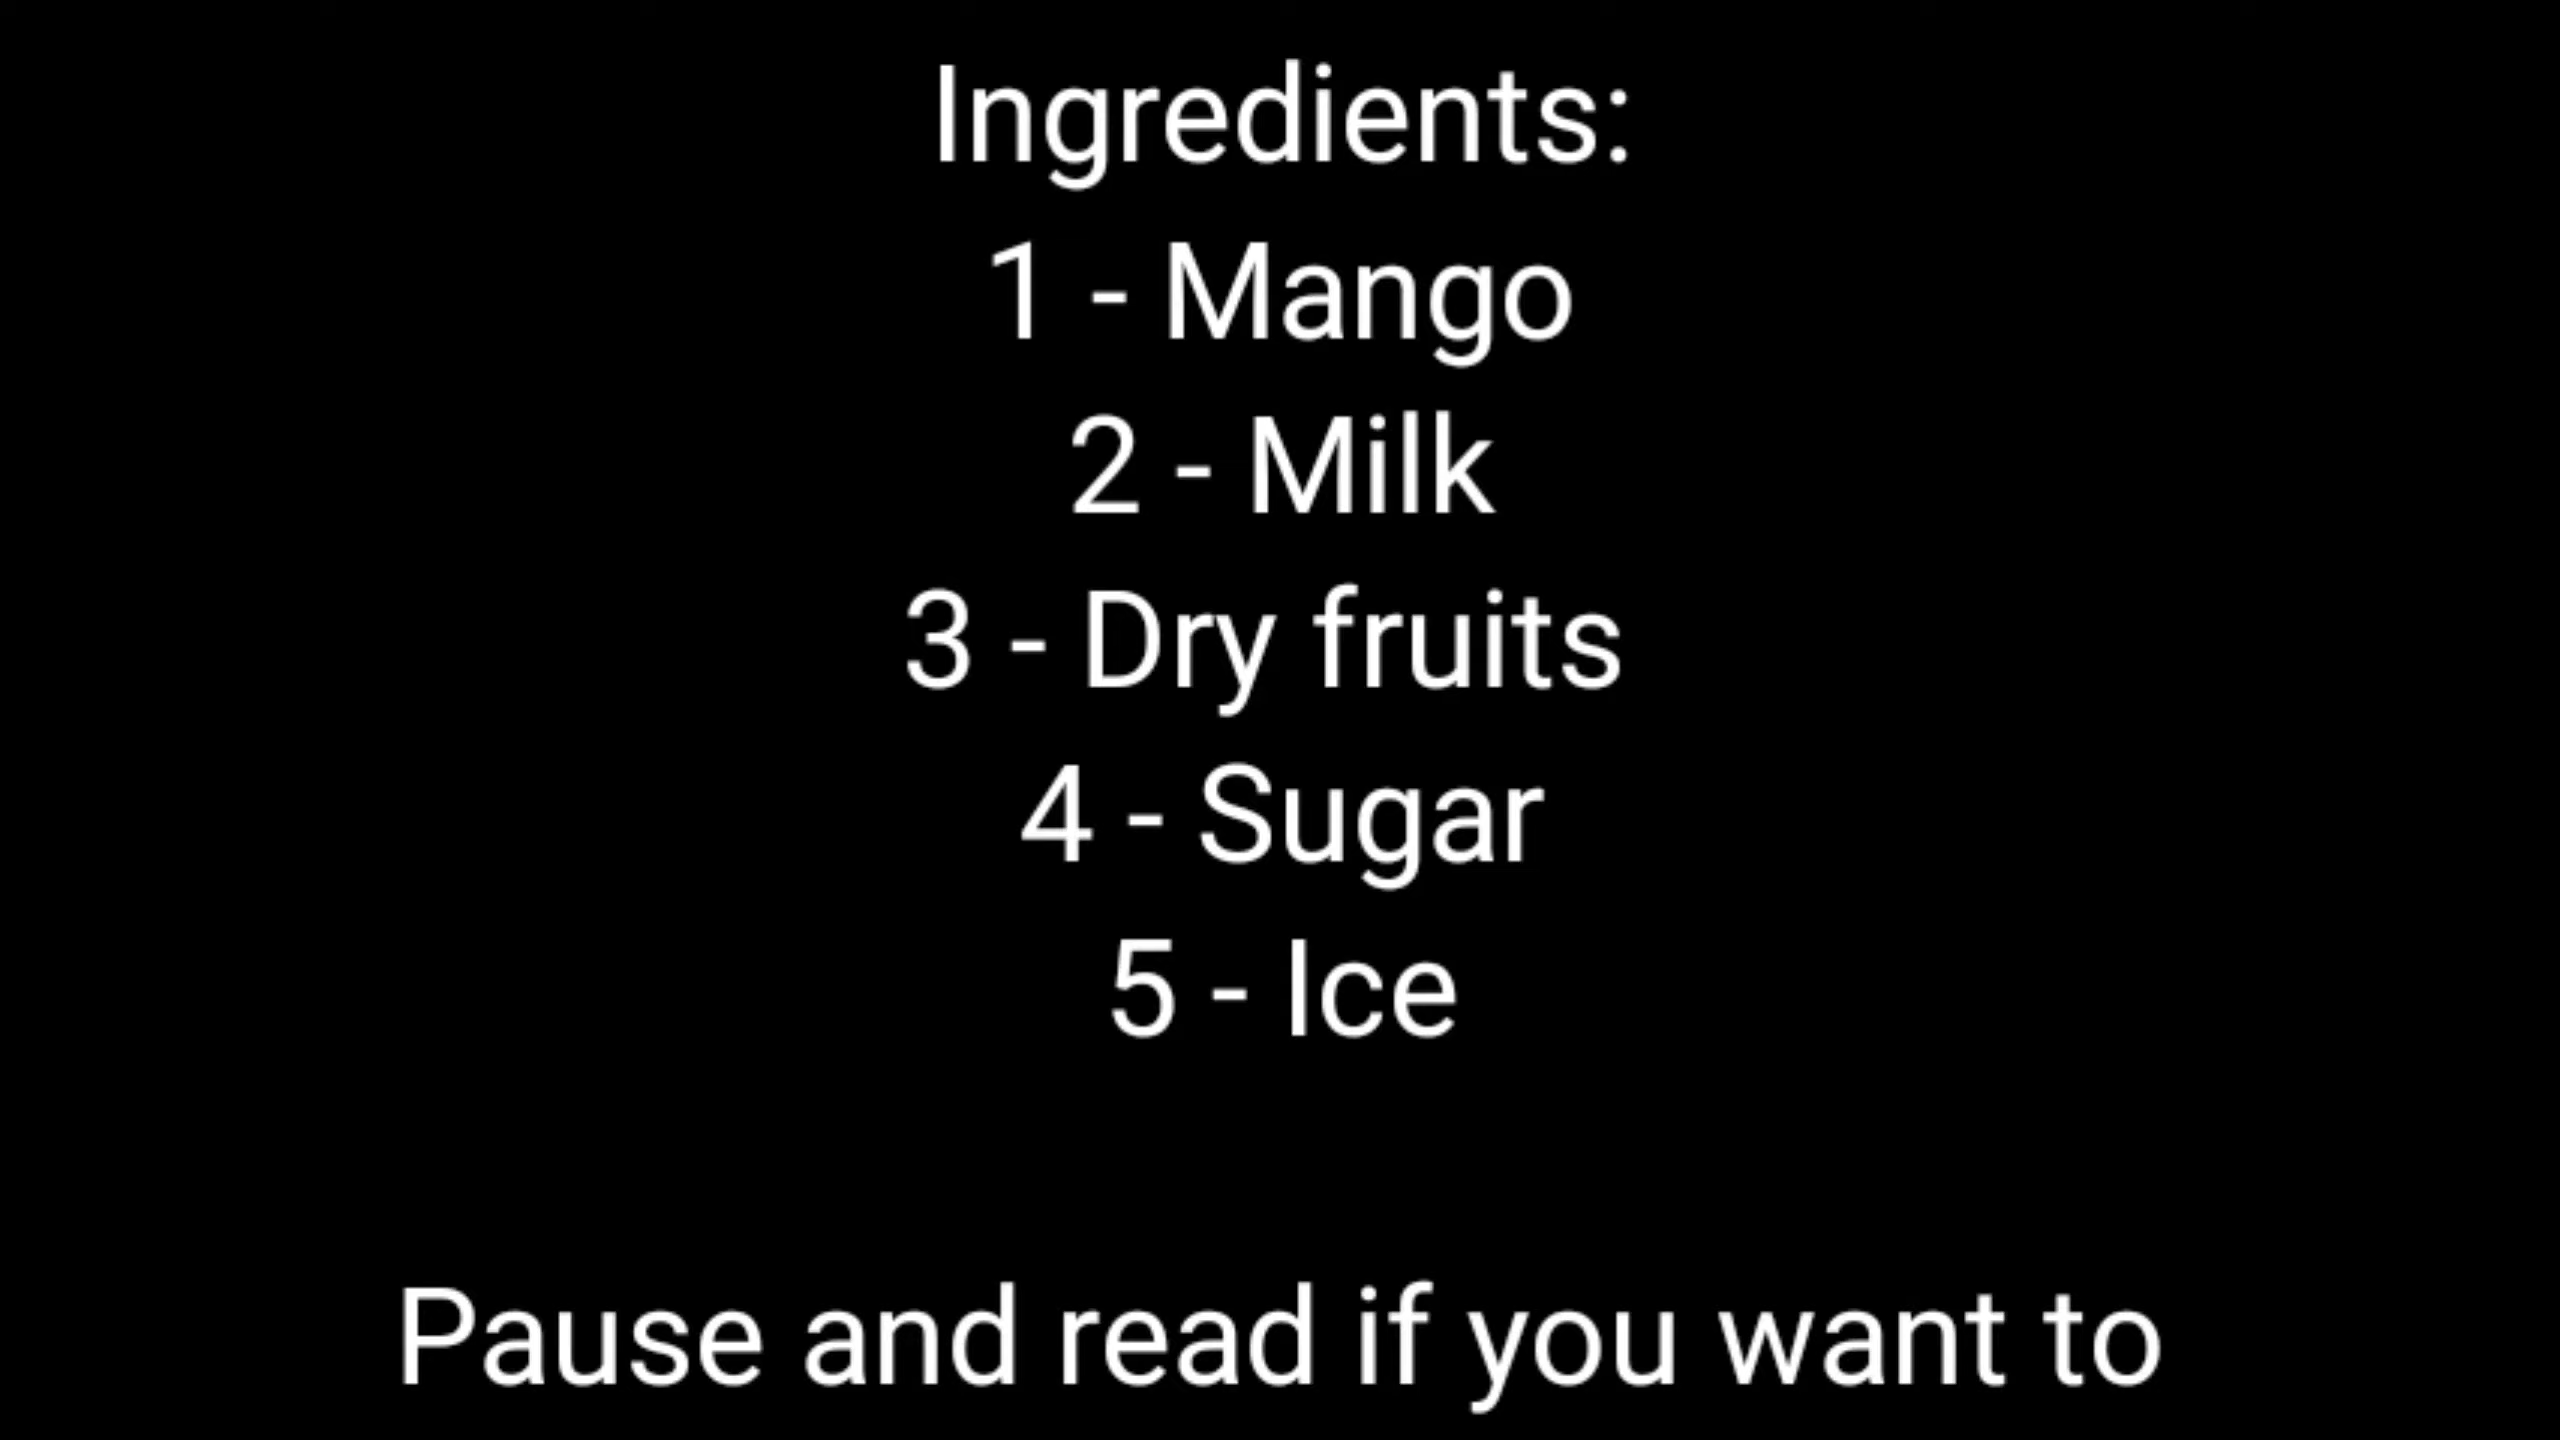 Ingredients:
1 - Mango
2 - Milk
3 - Dry fruits
4 - Sugar
5 - Ice
Pause and read if you want to